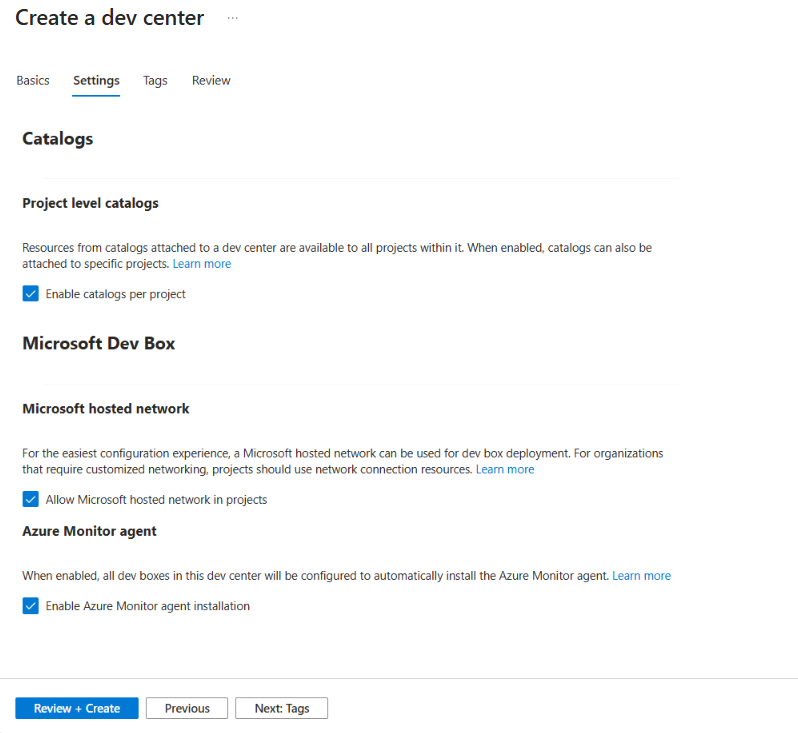 Create a dev center ...
Basics Settings Tags Review
Catalogs
Project level catalogs
Resources from catalogs attached to a dev center are available to all projects within it. When enabled, catalogs can also be
attached to specific projects. Learn more
Enable catalogs per project
Microsoft Dev Box
Microsoft hosted network
For the easiest configuration experience, a Microsoft hosted network can be used for dev box deployment. For organizations
that require customized networking, projects should use network connection resources. Learn more
Allow Microsoft hosted network in projects
Azure Monitor agent
When enabled, all dev boxes in this dev center will be configured to automatically install the Azure Monitor agent. Learn more
Enable Azure Monitor agent installation
Review + Create Previous Next: Tags